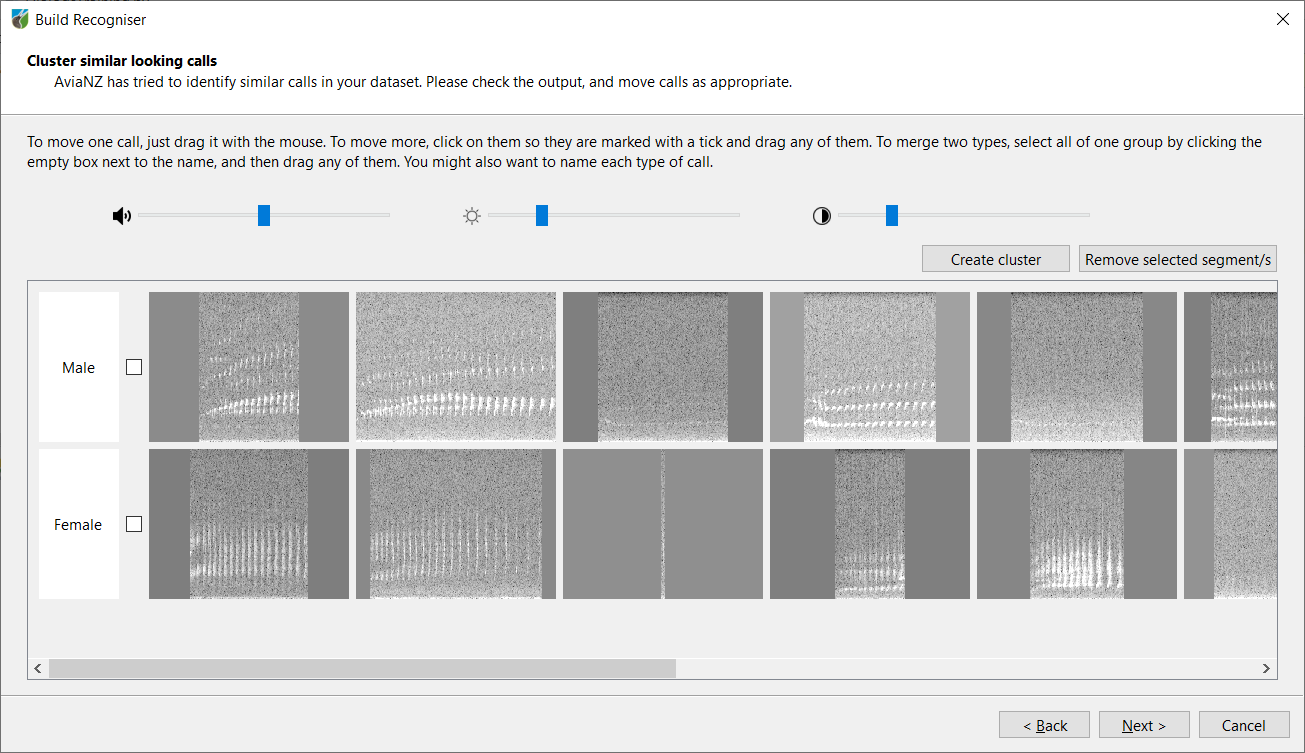 Build Recogniser
Cluster similar looking calls
AviaNZ has tried to identify similar calls in your dataset. Please check the output, and move calls as appropriate.
To move one call, just drag it with the mouse. To move more, click on them so they are marked with a tick and drag any of them. To merge two types, select all of one group by clicking the
empty box next to the name, and then drag any of them. You might also want to name each type of call.
Create cluster
Remove selected segment/s
Male
Female
< Back
Next >
Cancel